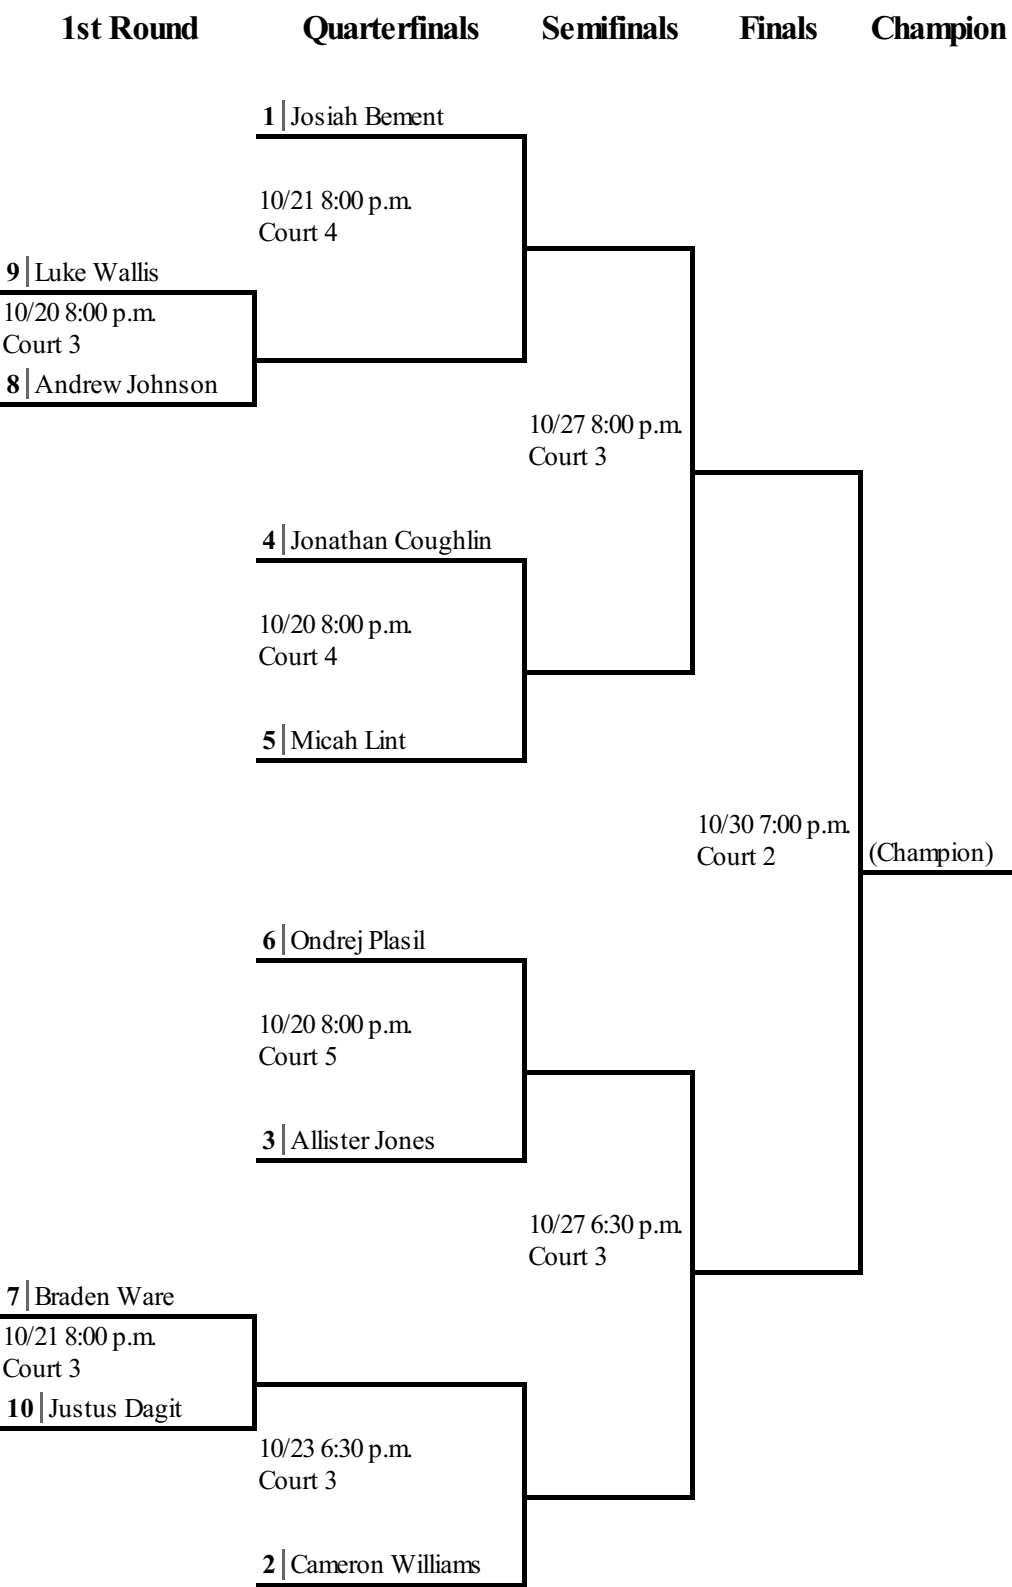 1st Round Quarterfinals Semifinals Finals Champion
1 Josiah Bement
10/21 8:00 p.m.
Court 4
9 Luke Wallis
10/20 8:00 p.m.
Court 3
8 Andrew Johnson
10/27 8:00 p.m.
Court 3
4 Jonathan Coughlin
10/20 8:00 p.m.
Court 4
5 Micah Lint
10/30 7:00 p.m.
Court 2
(Champion)
6 Ondrej Plasil
10/20 8:00 p.m.
Court 5
3 Allister Jones
10/27 6:30 p.m.
Court 3
7 Braden Ware
10/21 8:00 p.m.
Court 3
10 Justus Dagit
10/23 6:30 p.m.
Court 3
2 Cameron Williams